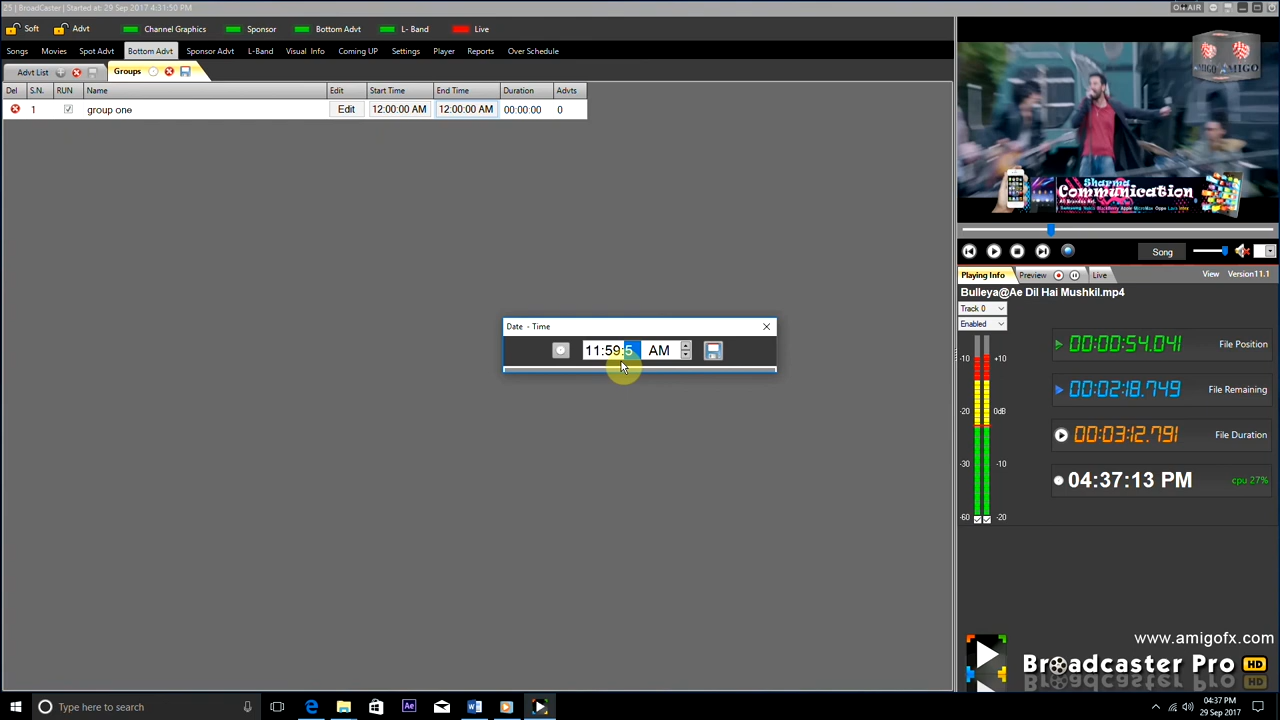 25 | BroadCaster | Started at : 29 Sep 2017 4:31:50 PM
ON AIR
Soft Advt Channel Graphics Sponsor Bottom Advt L- Band Live
Songs Movies Spot Advt Bottom Advt Sponsor Advt L-Band Visual Info Coming UP Settings Player Reports Over Schedule
Advt List Groups
Del S.N. RUN Name Edit Start Time End Time Duration Advts
1 group one Edit 12:00:00 AM 12:00:00 AM 00:00:00 0
Date - Time
11:59:5 AM
AMIGO AMIGO
Sharma
Communication
Song
Playing Info Preview Live View Version11.1
Bulleya@Ae Dil Hai Mushkil.mp4
Track 0
Enabled
-10 +10
-20 0dB
-30 -10
-60 -20
00:00:54.041 File Position
00:02:18.749 File Remaining
00:03:12.791 File Duration
04:37:13 PM cpu 27%
www.amigofx.com
Broadcaster Pro HD
Type here to search
Ae
04:37 PM
29 Sep 2017